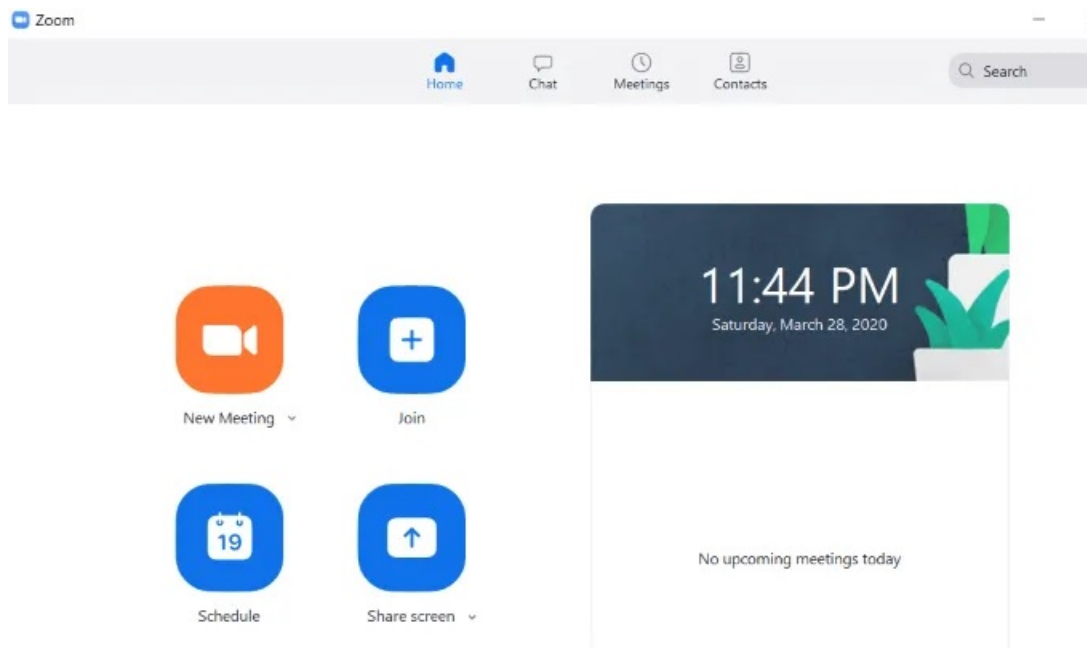 Zoom
Home Chat Meetings Contacts Search
11:44 PM
Saturday, March 28, 2020
New Meeting Join
19
Schedule Share screen
No upcoming meetings today